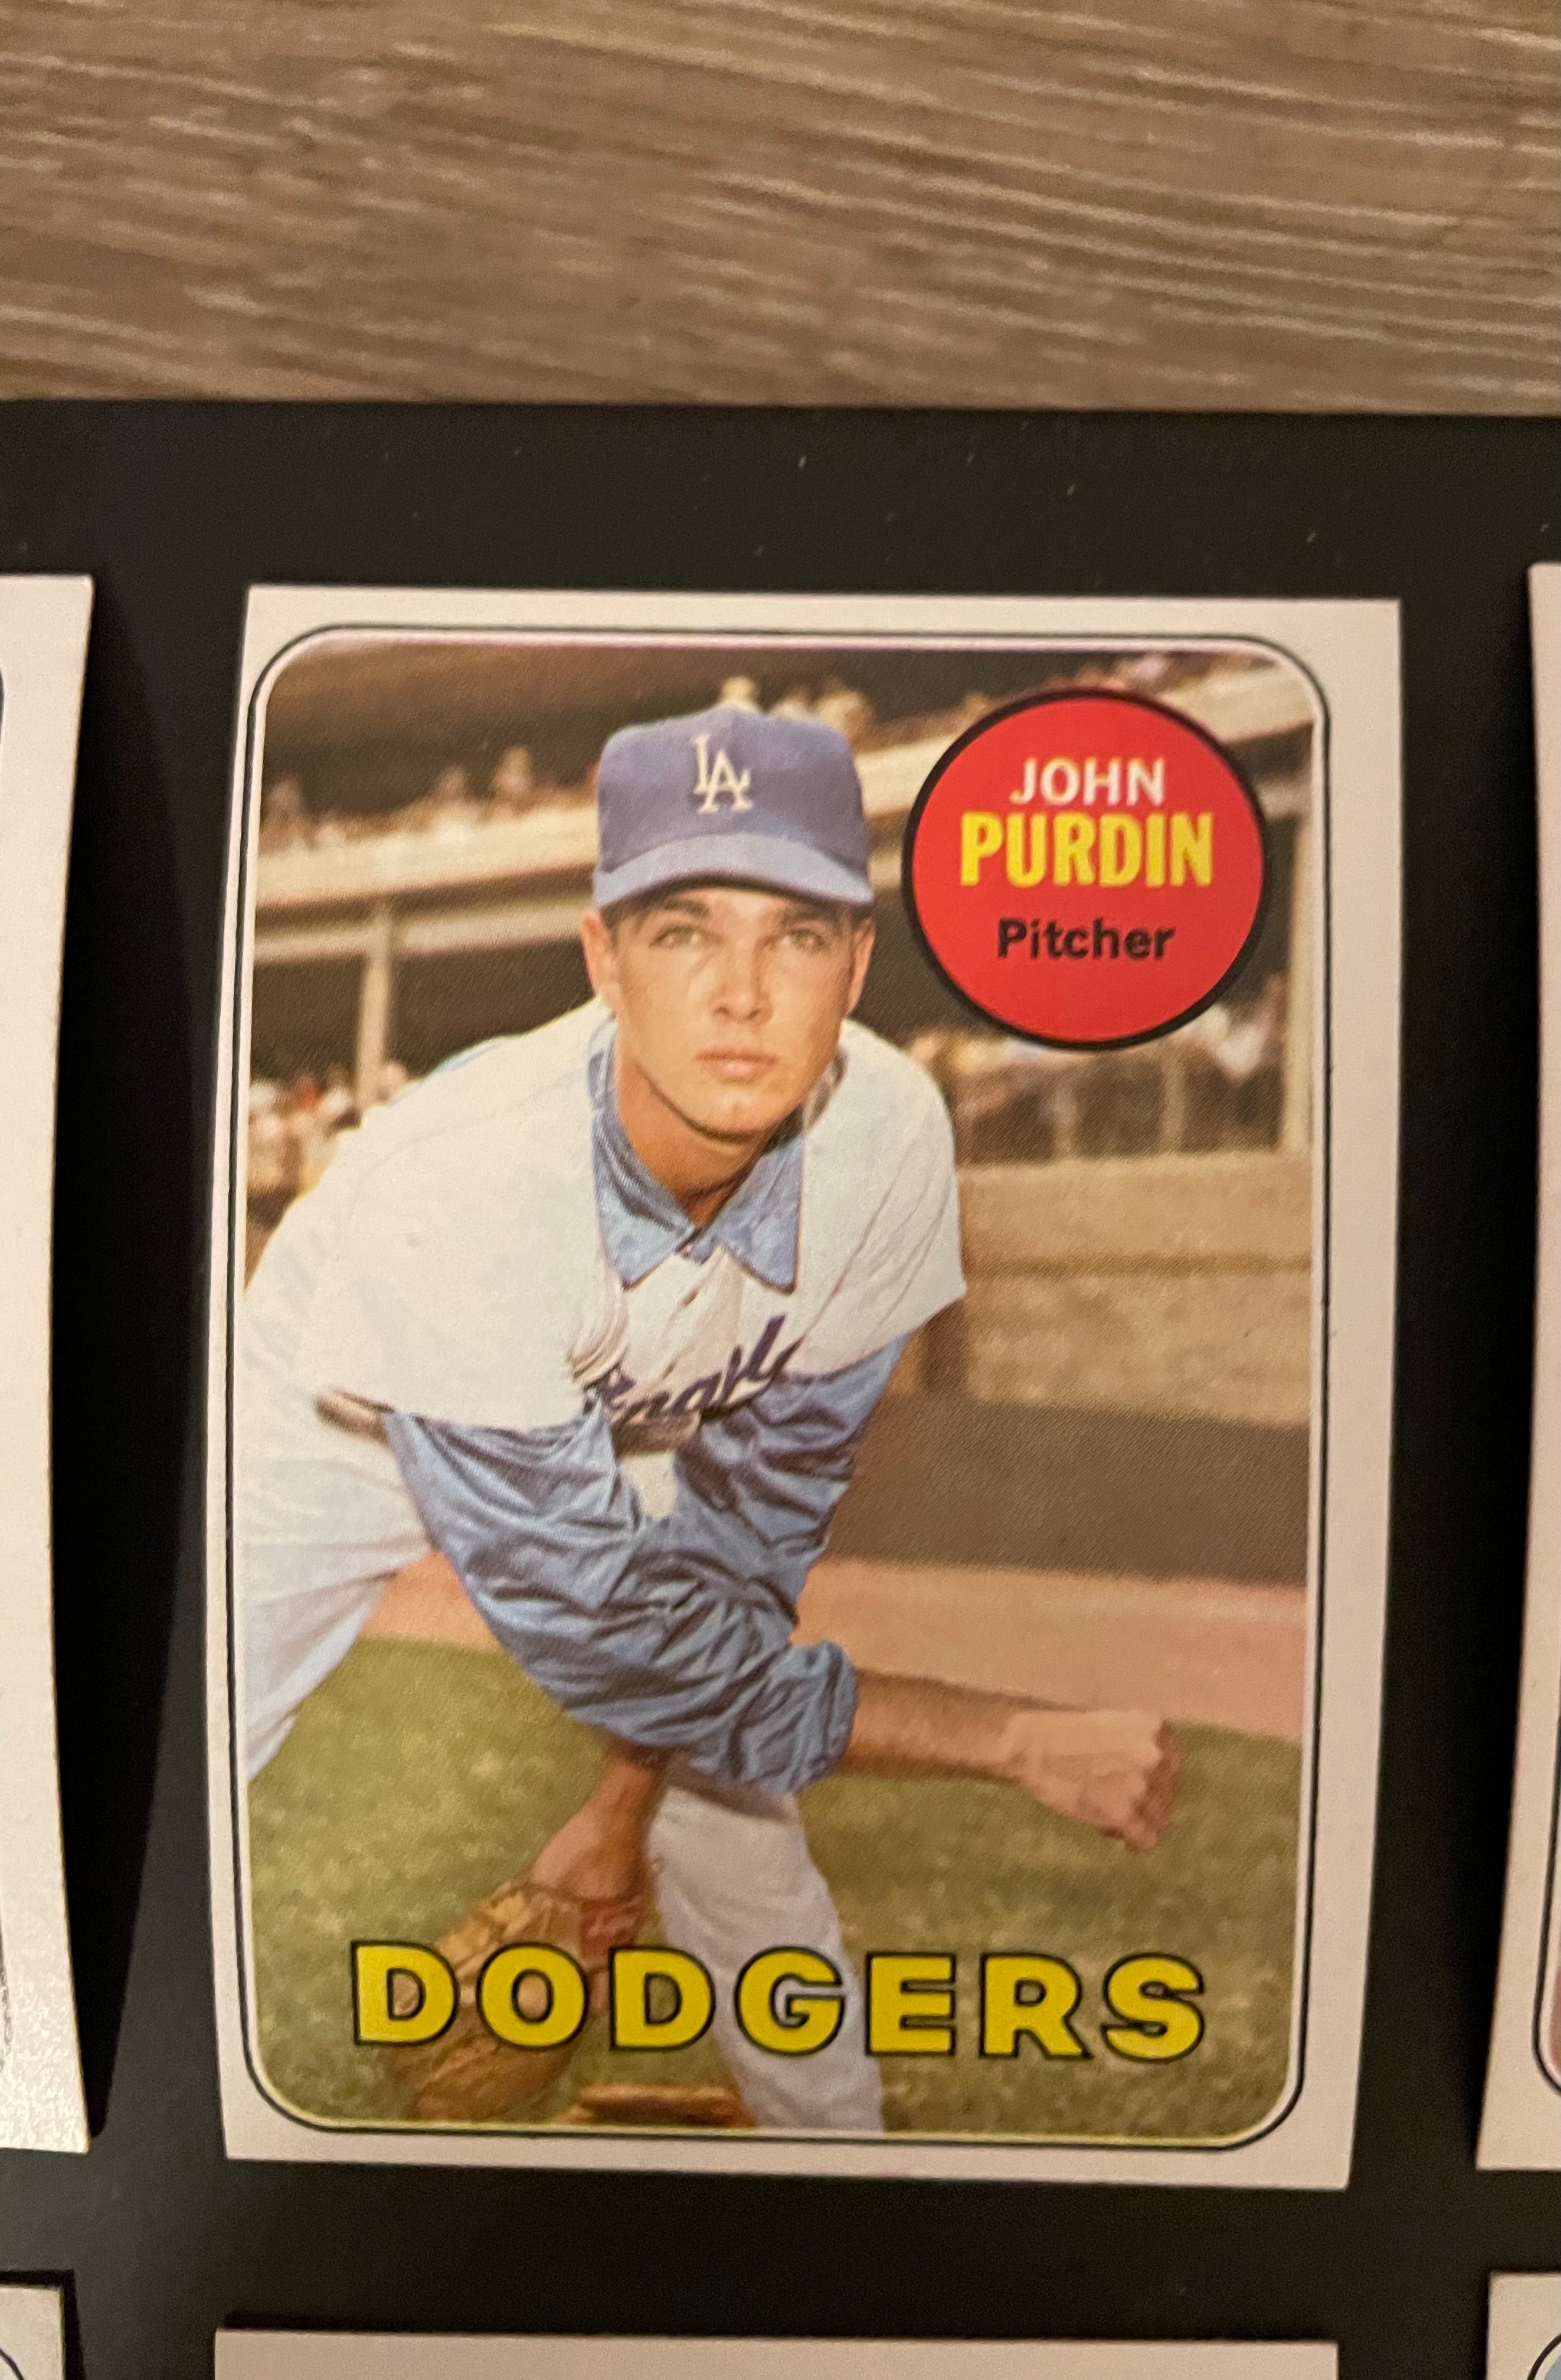 LA
JOHN
PURDIN
Pitcher
DODGERS